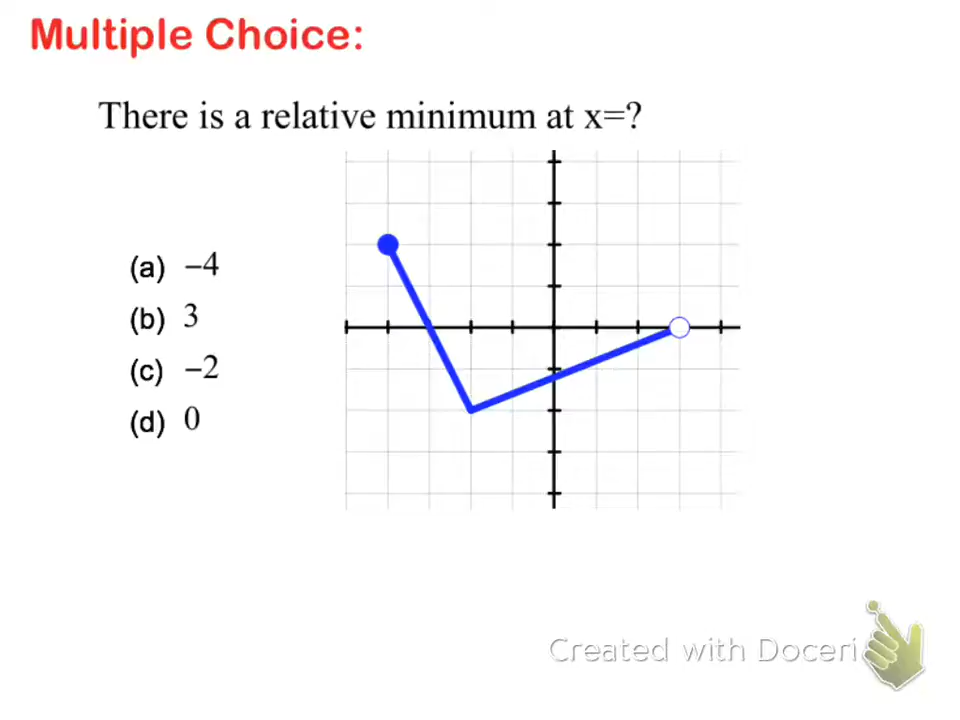 Multiple Choice:
There is a relative minimum at x=?
(a) −4
(b) 3
(c) −2
(d) 0
Created with Doceri